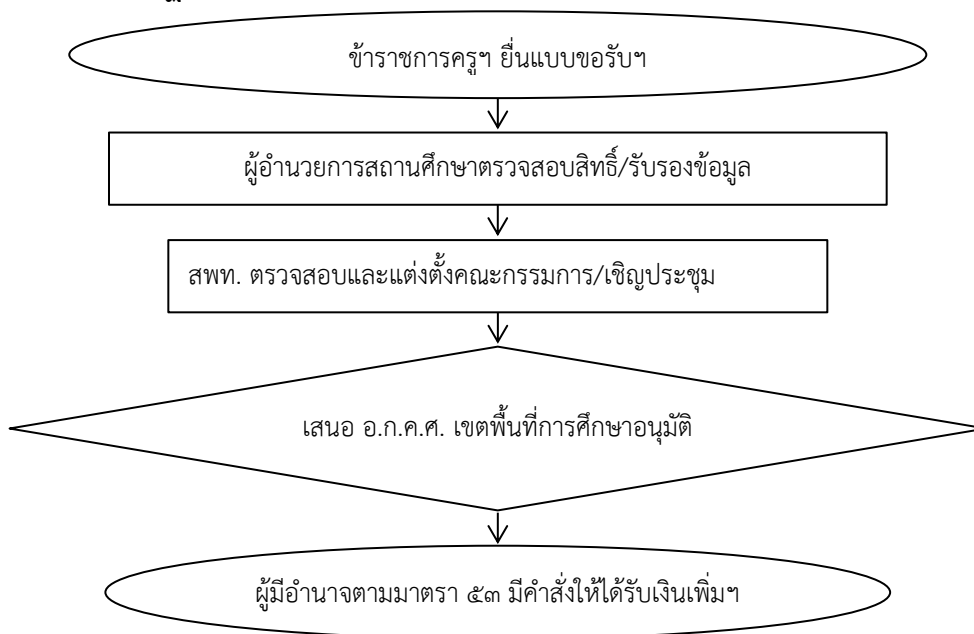 ข้าราชการครูฯ ยื่นแบบขอรับฯ
ผู้อำนวยการสถานศึกษาตรวจสอบสิทธิ์/รับรองข้อมูล
สพท. ตรวจสอบและแต่งตั้งคณะกรรมการ/เชิญประชุม
เสนอ อ.ก.ค.ศ. เขตพื้นที่การศึกษาอนุมัติ
ผู้มีอำนาจตามมาตรา ๕๓ มีคำสั่งให้ได้รับเงินเพิ่มฯ